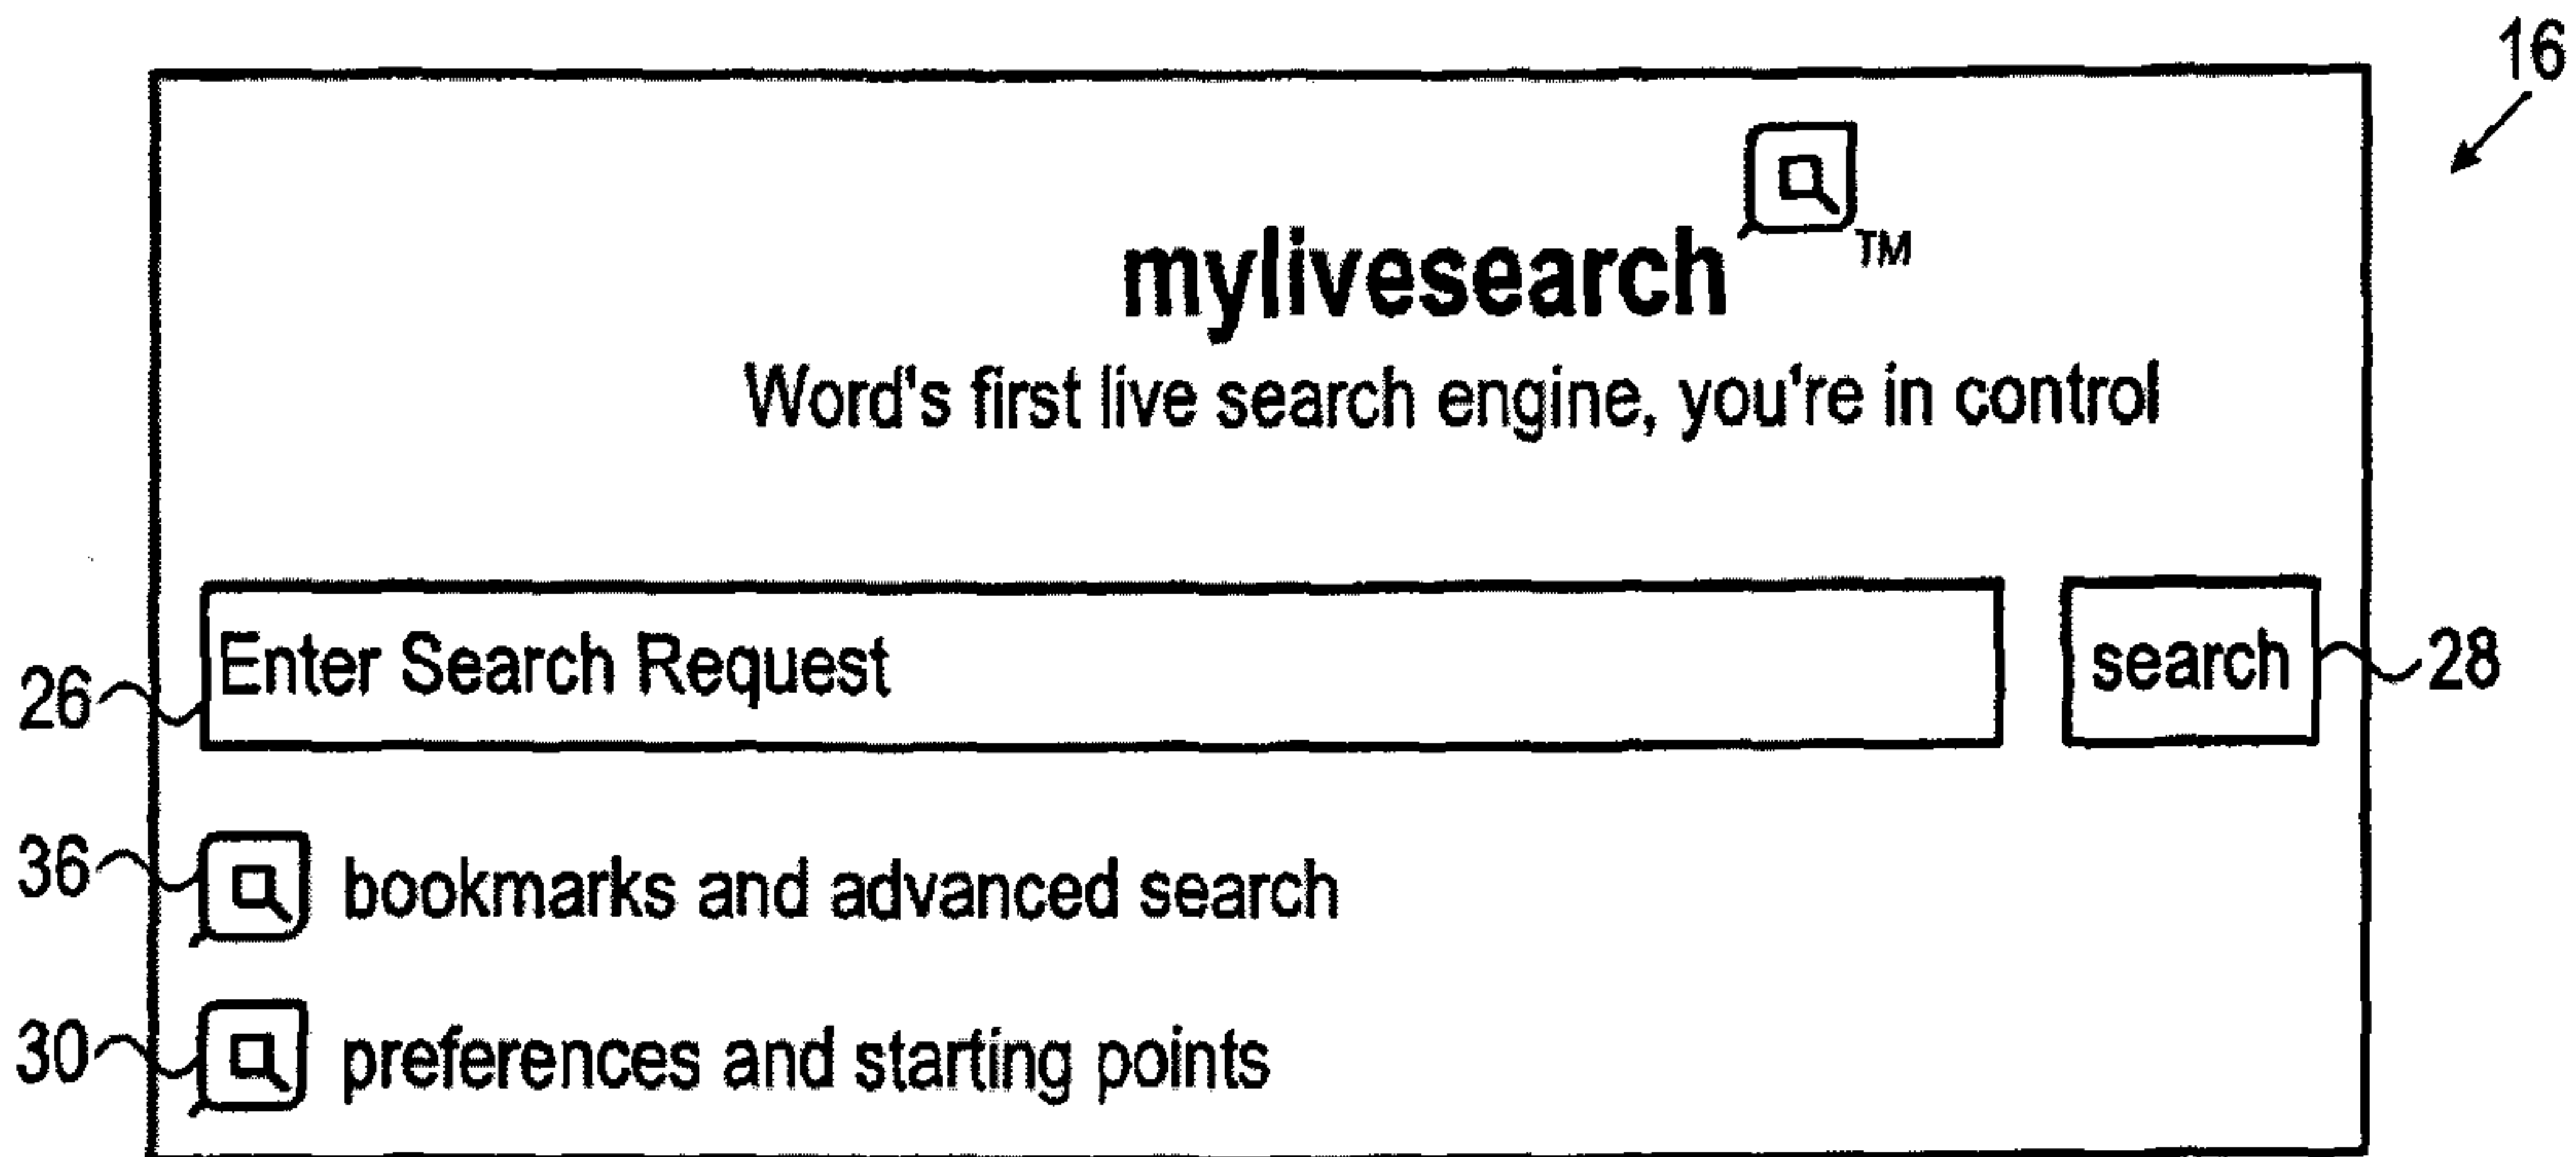 16
mylivesearch TM
Word's first live search engine, you're in control
26 Enter Search Request search 28
36 bookmarks and advanced search
30 preferences and starting points